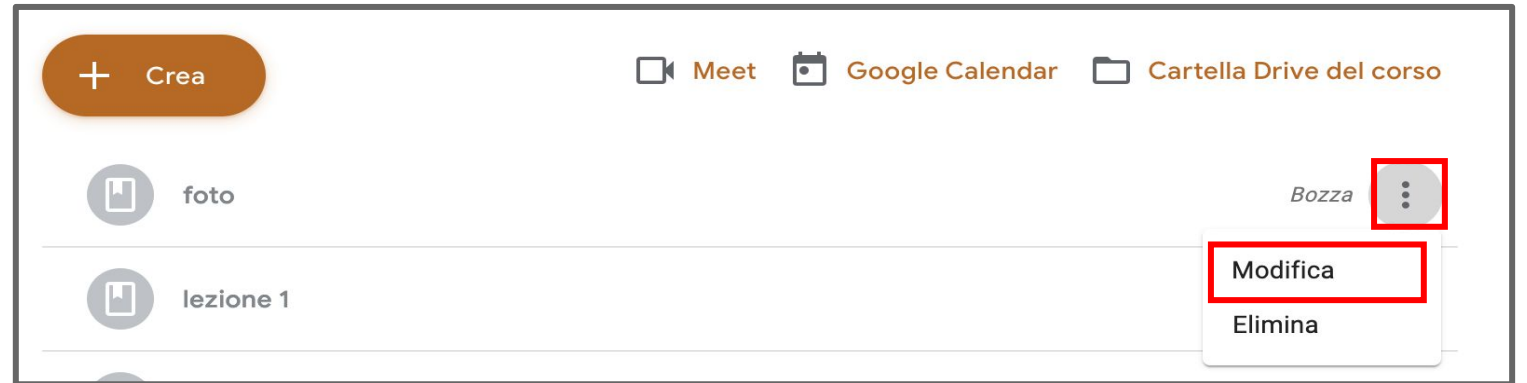 Crea
Meet
Google Calendar
Cartella Drive del corso
foto
Bozza
Modifica
lezione 1
Elimina